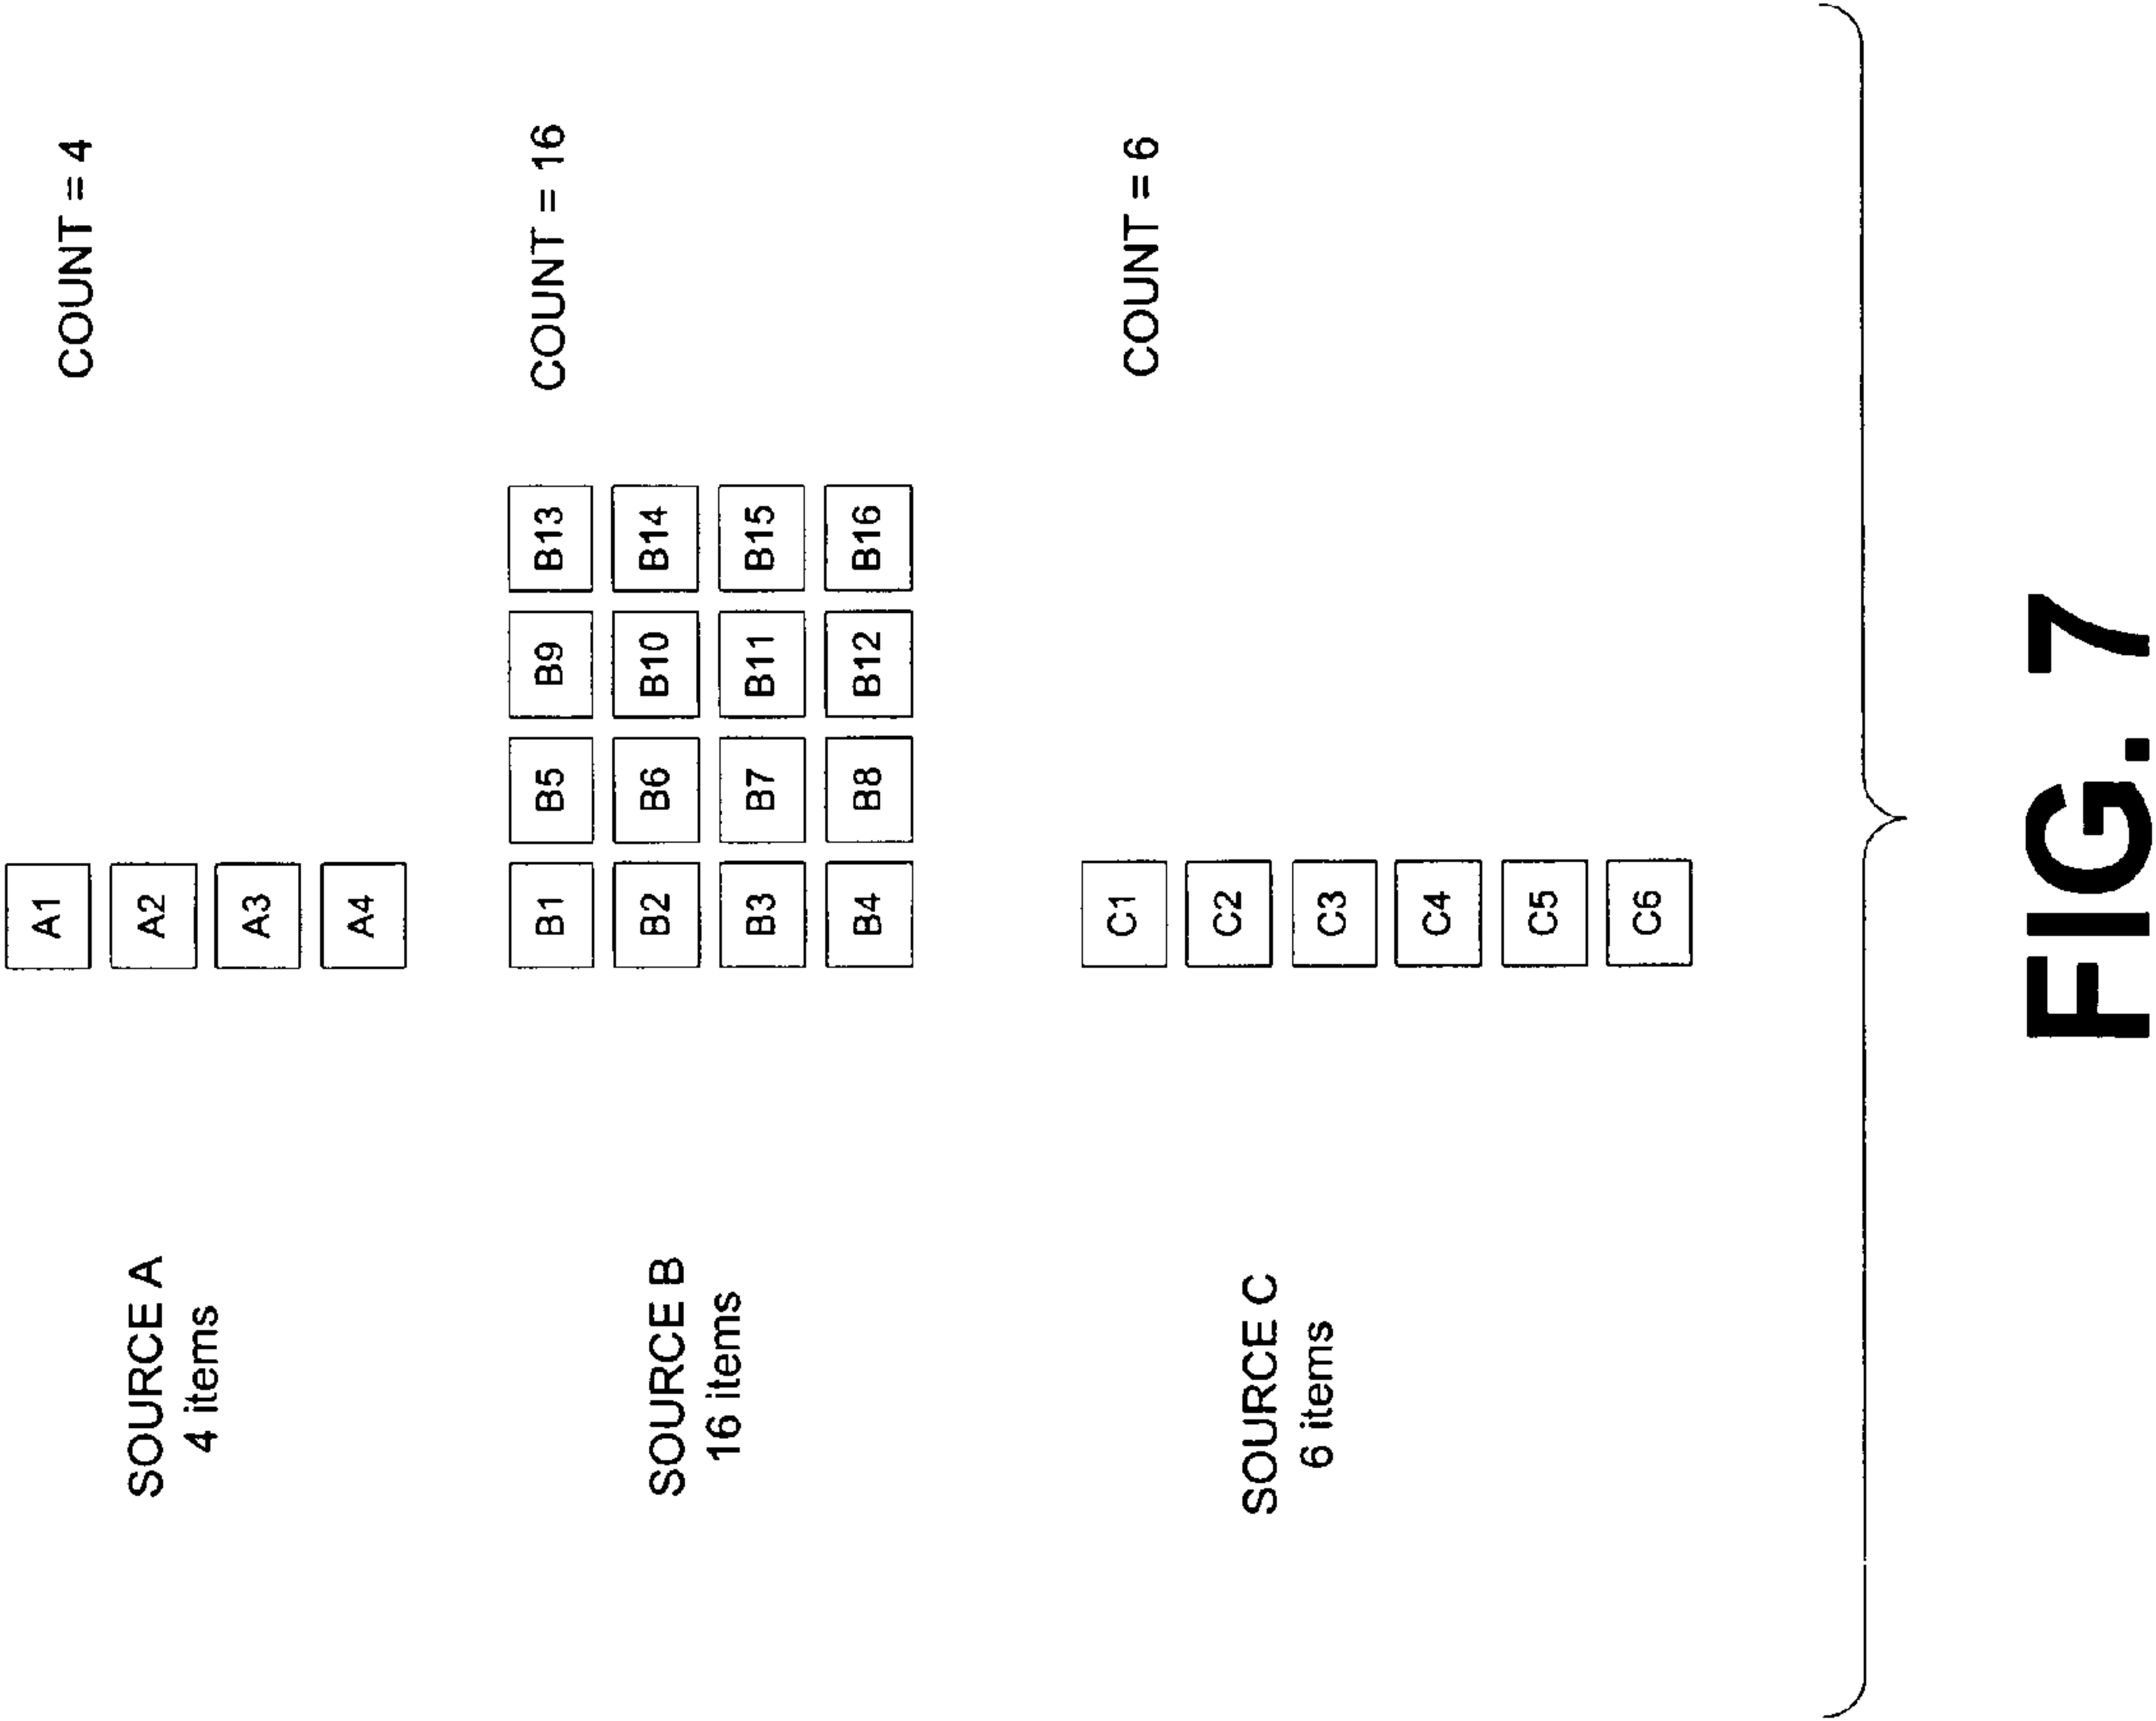 SOURCE A
4 items
A1
A2
A3
A4
COUNT = 4
SOURCE B
16 items
B1 B5 B9 B13
B2 B6 B10 B14
B3 B7 B11 B15
B4 B8 B12 B16
COUNT = 16
SOURCE C
6 items
C1
C2
C3
C4
C5
C6
COUNT = 6
FIG. 7